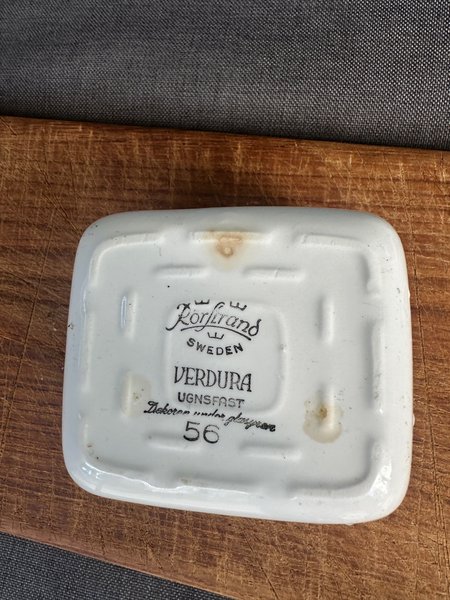 Rörstrand
SWEDEN
VERDURA
UGNSFAST
Dekoren under glasyren
56